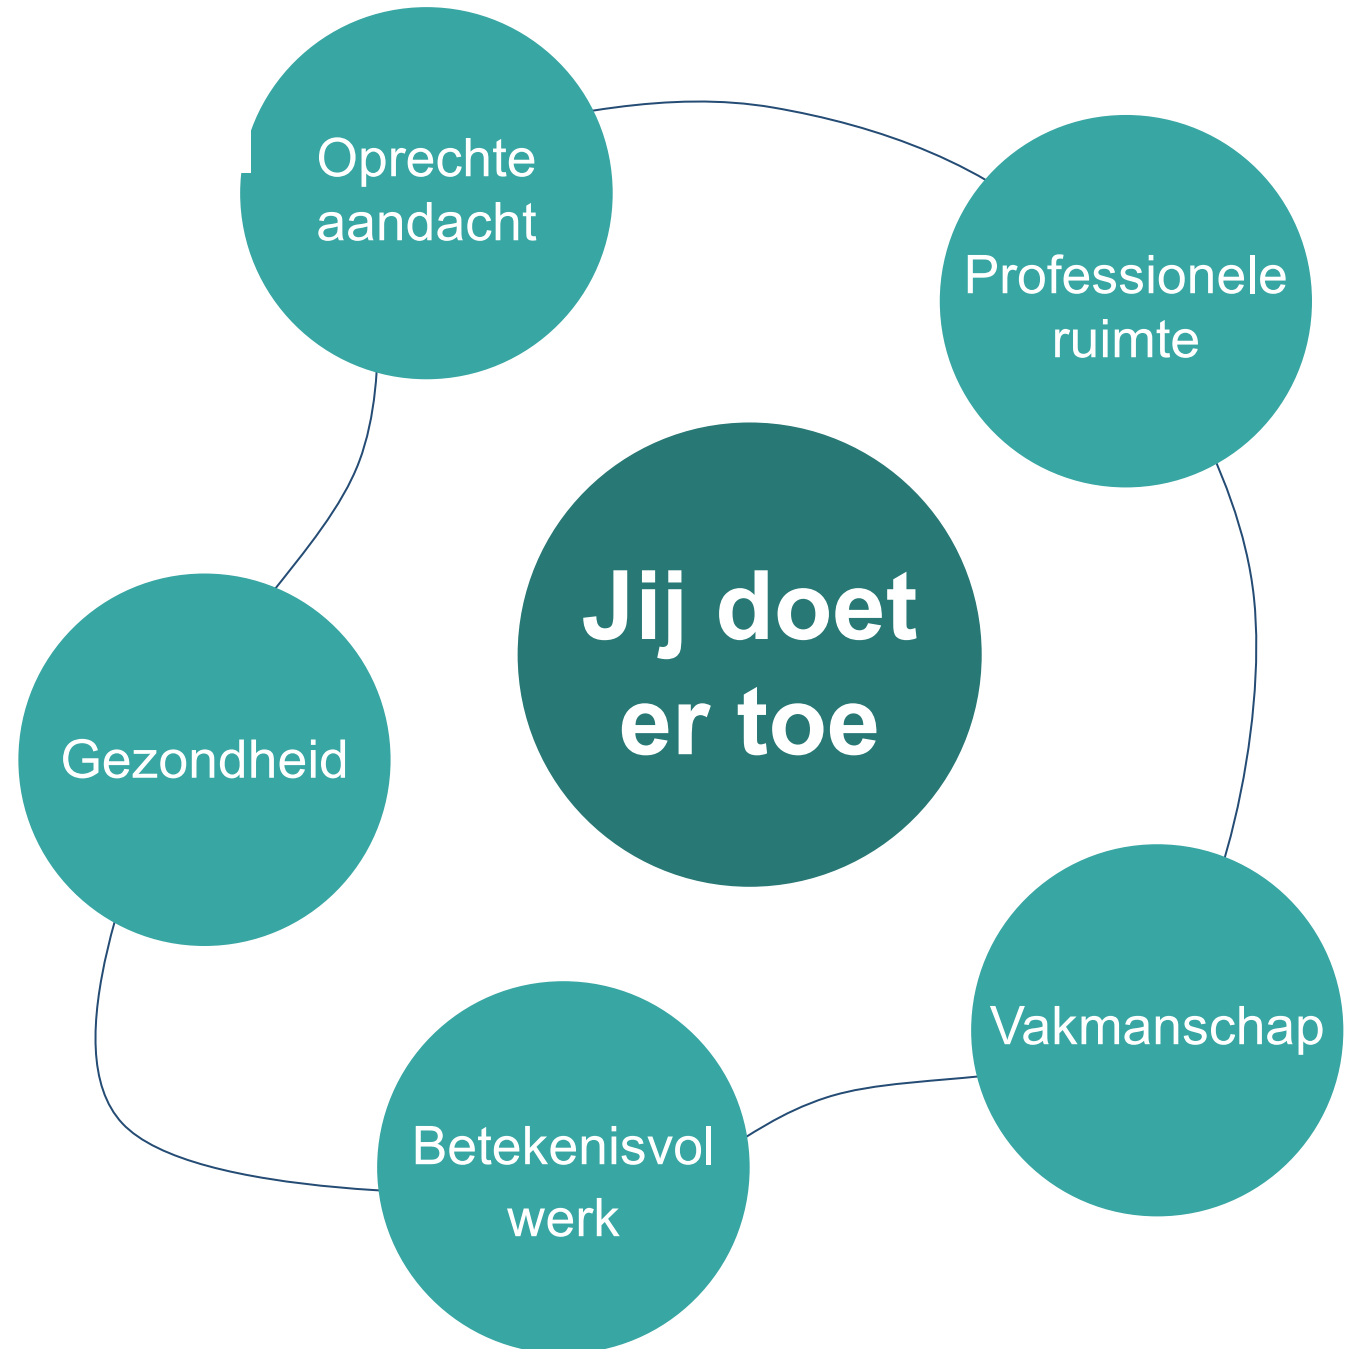 Oprechte
aandacht
Professionele
ruimte
Jij doet
er toe
Gezondheid
Vakmanschap
Betekenisvol
werk